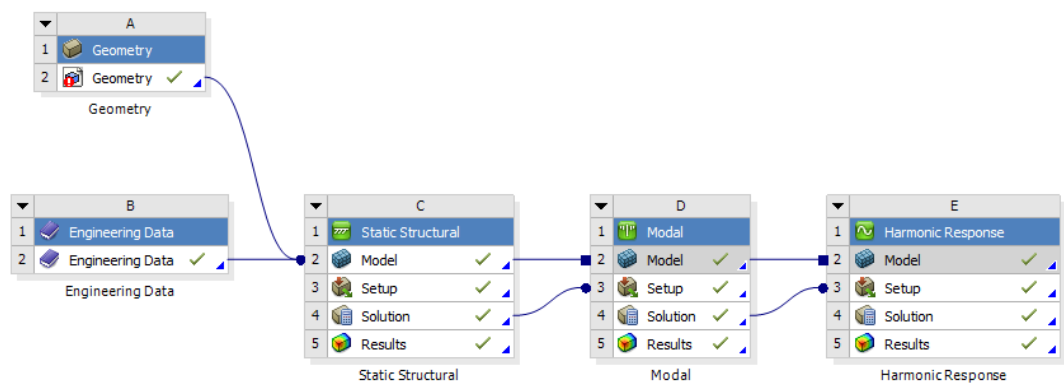 A
1 Geometry
2 Geometry
Geometry
B
1 Engineering Data
2 Engineering Data
Engineering Data
C
1 Static Structural
2 Model
3 Setup
4 Solution
5 Results
Static Structural
D
1 Modal
2 Model
3 Setup
4 Solution
5 Results
Modal
E
1 Harmonic Response
2 Model
3 Setup
4 Solution
5 Results
Harmonic Response